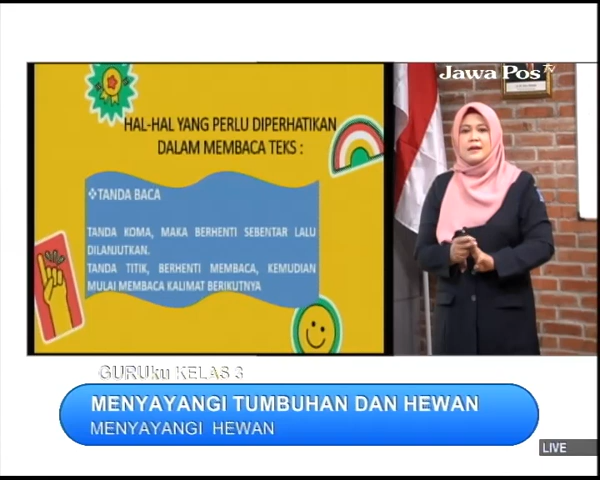 Jawa Pos TV
HAL-HAL YANG PERLU DIPERHATIKAN
DALAM MEMBACA TEKS :
❖TANDA BACA
TANDA KOMA, MAKA BERHENTI SEBENTAR LALU
DILANJUTKAN.
TANDA TITIK, BERHENTI MEMBACA, KEMUDIAN
MULAI MEMBACA KALIMAT BERIKUTNYA
GURUku KELAS 3
MENYAYANGI TUMBUHAN DAN HEWAN
MENYAYANGI HEWAN
LIVE